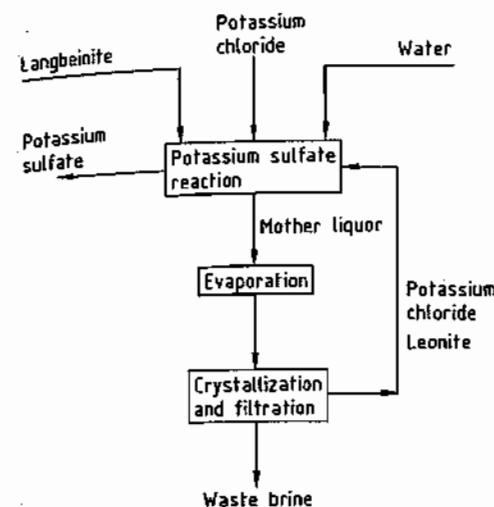 Potassium
chloride
Langbeinite
Water
Potassium
sulfate
Potassium sulfate
reaction
Mother liquor
Evaporation
Potassium
chloride
Leonite
Crystallization
and filtration
Waste brine